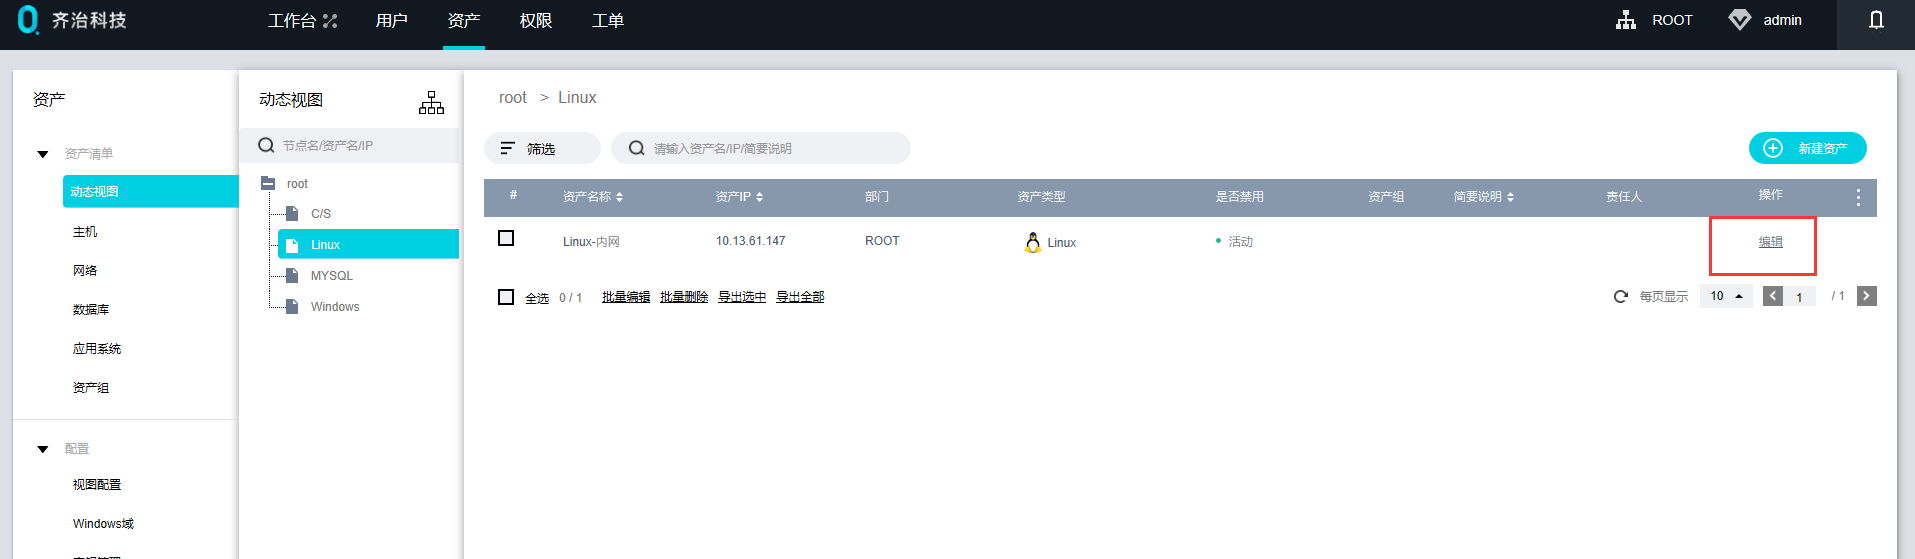 齐治科技
工作台 用户 资产 权限 工单 ROOT admin
资产
资产清单
动态视图
主机
网络
数据库
应用系统
资产组
配置
视图配置
Windows域
动态视图
节点名/资产名/IP
root
C/S
Linux
MYSQL
Windows
root > Linux
筛选 请输入资产名/IP/简要说明 新建资产
# 资产名称 资产IP 部门 资产类型 是否禁用 资产组 简要说明 责任人 操作
Linux-内网 10.13.61.147 ROOT Linux 活动 编辑
全选 0 / 1 批量编辑 批量删除 导出选中 导出全部 每页显示 10 1 / 1